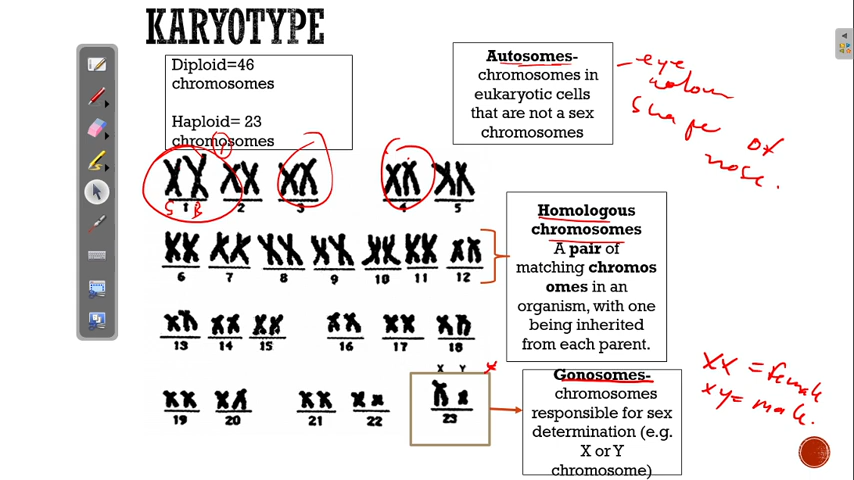 KARYOTYPE
Diploid=46
chromosomes
Haploid= 23
chromosomes
Autosomes-
chromosomes in
eukaryotic cells
that are not a sex
chromosomes
eye
colour
shape of
nose.
S B
1 2 3 4 5
6 7 8 9 10 11 12
Homologous
chromosomes
A pair of
matching chromos
omes in an
organism, with one
being inherited
from each parent.
13 14 15 16 17 18
XX = female
xy = male.
X Y
19 20 21 22 23
Gonosomes-
chromosomes
responsible for sex
determination (e.g.
X or Y
chromosome)